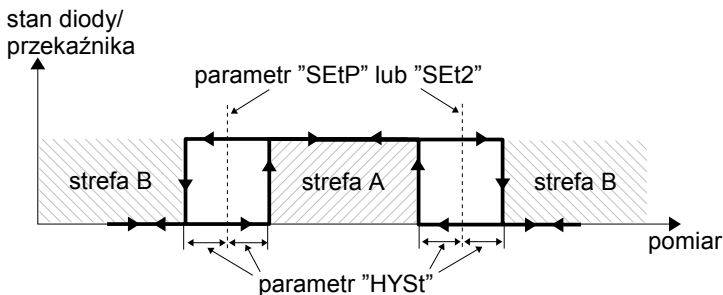 stan diody/
przekaźnika
parametr ”SEtP” lub ”SEt2”
strefa B
strefa A
strefa B
pomiar
parametr ”HYSt”